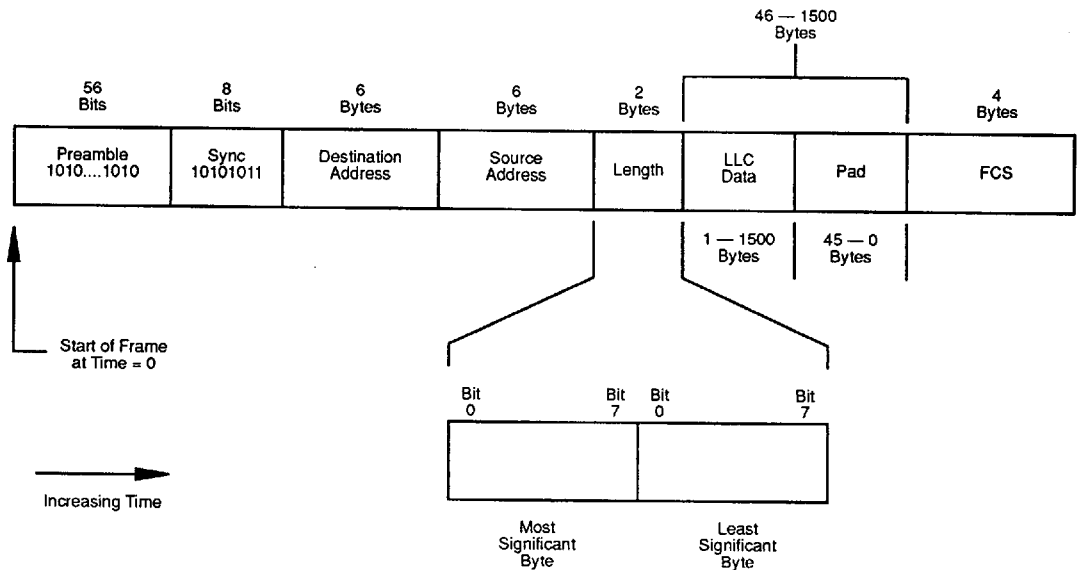 46 — 1500
Bytes
56
Bits
8
Bits
6
Bytes
6
Bytes
2
Bytes
4
Bytes
Preamble
1010....1010
Sync
10101011
Destination
Address
Source
Address
Length
LLC
Data
Pad
FCS
1 — 1500
Bytes
45 — 0
Bytes
Start of Frame
at Time = 0
Bit
0
Bit
7
Bit
0
Bit
7
Increasing Time
Most
Significant
Byte
Least
Significant
Byte